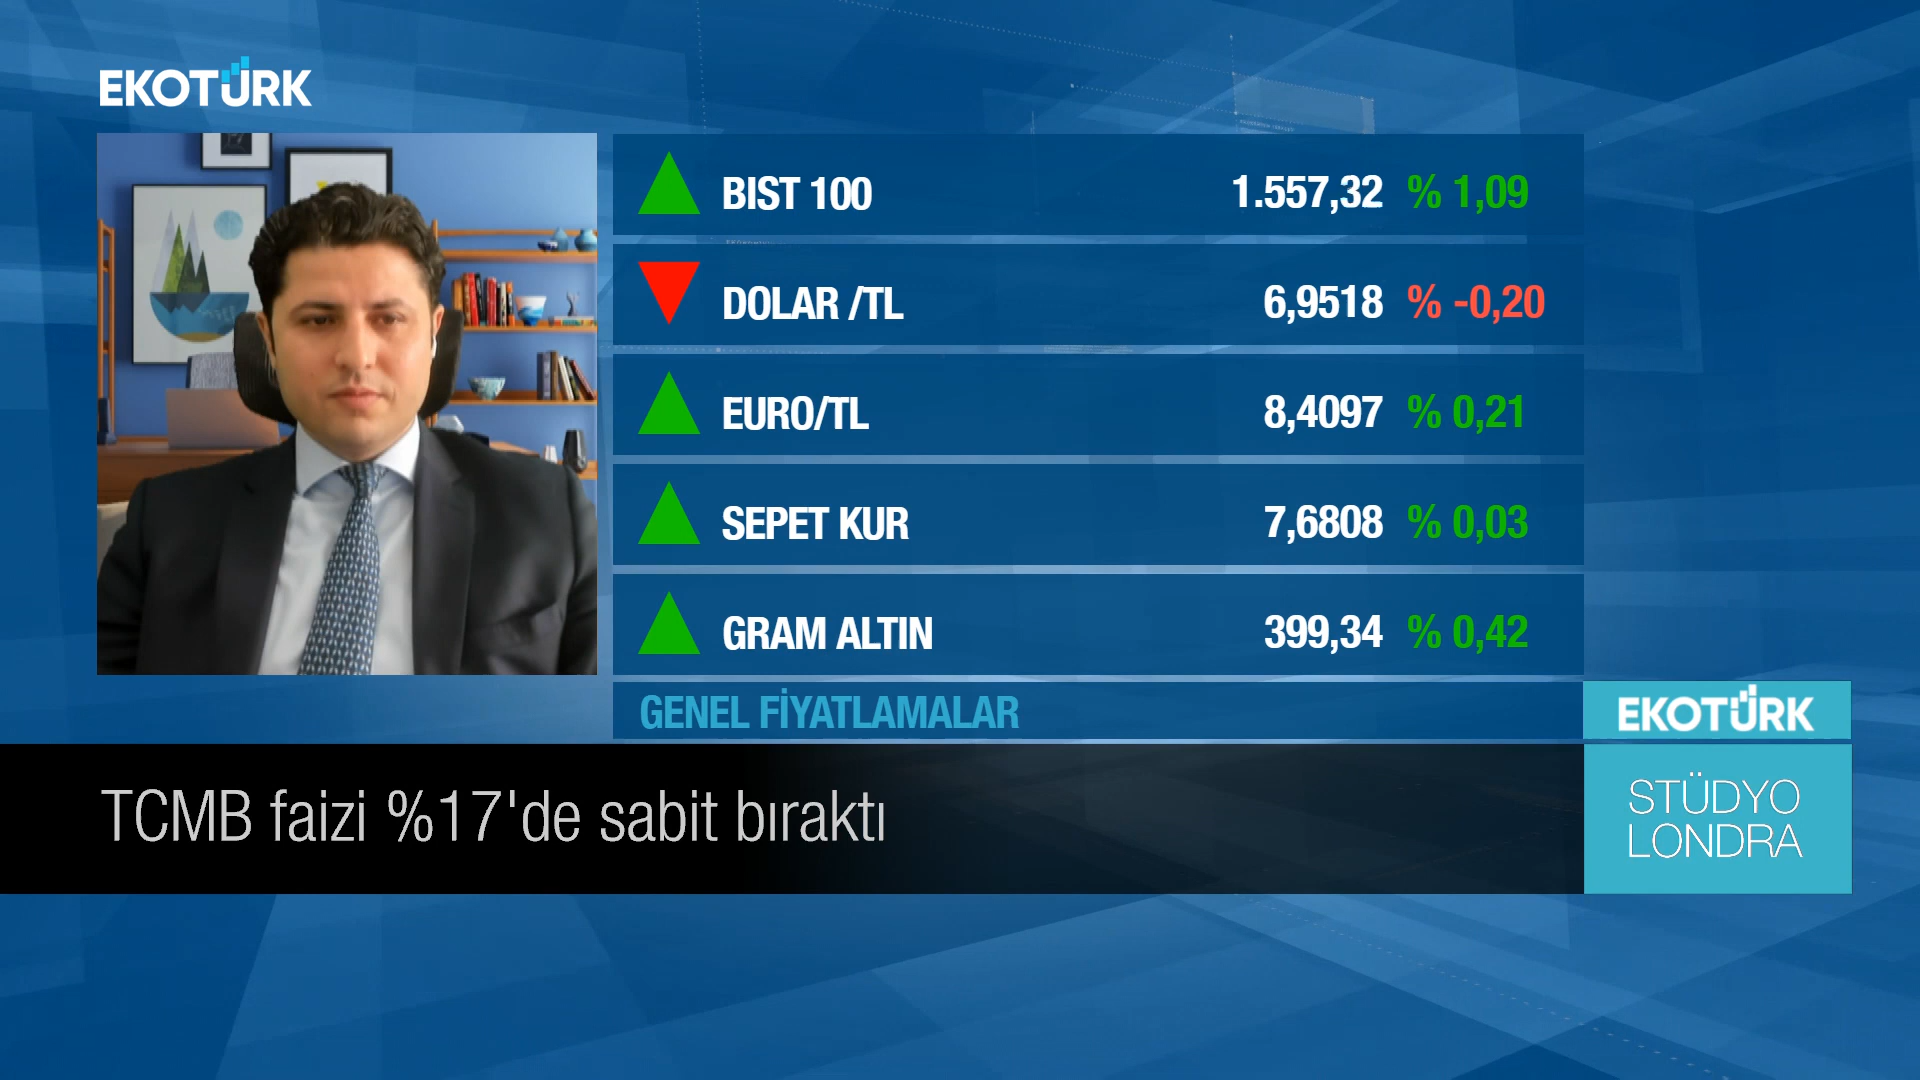 EKOTÜRK
BIST 100 1.557,32 % 1,09
DOLAR /TL 6,9518 % -0,20
EURO/TL 8,4097 % 0,21
SEPET KUR 7,6808 % 0,03
GRAM ALTIN 399,34 % 0,42
GENEL FİYATLAMALAR
EKOTÜRK
TCMB faizi %17'de sabit bıraktı
STÜDYO
LONDRA